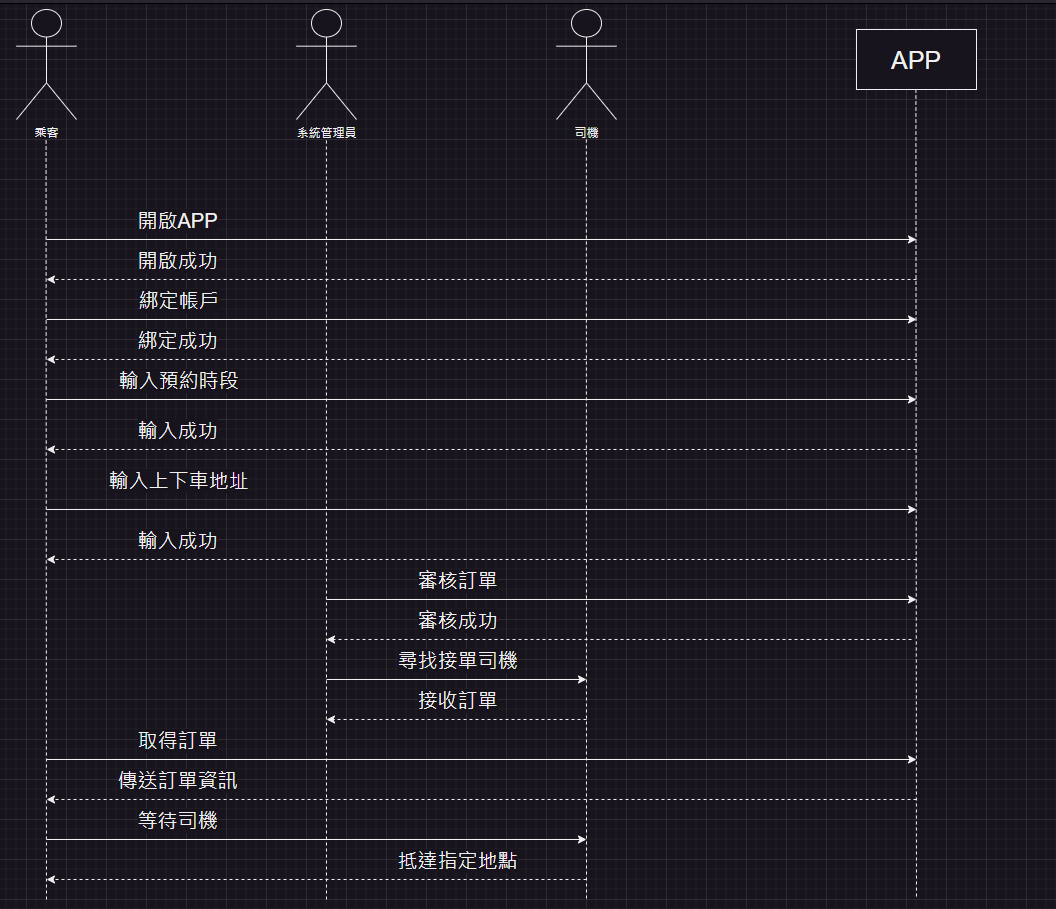 乘客
系統管理員
司機
APP
開啟APP
開啟成功
綁定帳戶
綁定成功
輸入預約時段
輸入成功
輸入上下車地址
輸入成功
審核訂單
審核成功
尋找接單司機
接收訂單
取得訂單
傳送訂單資訊
等待司機
抵達指定地點